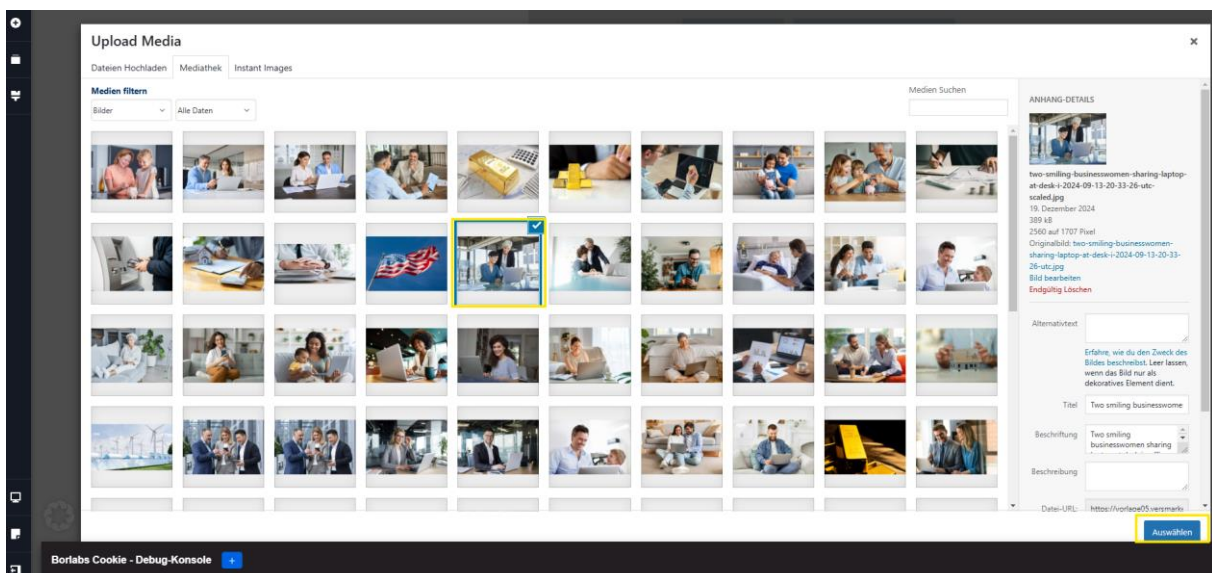 Upload Media
Dateien Hochladen Mediathek Instant Images
Medien filtern
Bilder Alle Daten
Medien Suchen
ANHANG-DETAILS
two-smiling-businesswomen-sharing-laptop-
at-desk-i-2024-09-13-20-33-26-utc-
scaled.jpg
19. Dezember 2024
389 kB
2560 auf 1707 Pixel
Originalbild: two-smiling-businesswomen-
sharing-laptop-at-desk-i-2024-09-13-20-33-
26-utc.jpg
Bild bearbeiten
Endgültig Löschen
Alternativtext
Erfahre, wie du den Zweck des
Bildes beschreibst. Leer lassen,
wenn das Bild nur als
dekoratives Element dient.
Titel Two smiling businesswome
Beschriftung Two smiling
businesswomen sharing
Beschreibung
Datei-URL: https://vorlage05.versmarkt
Auswählen
Borlabs Cookie - Debug-Konsole +